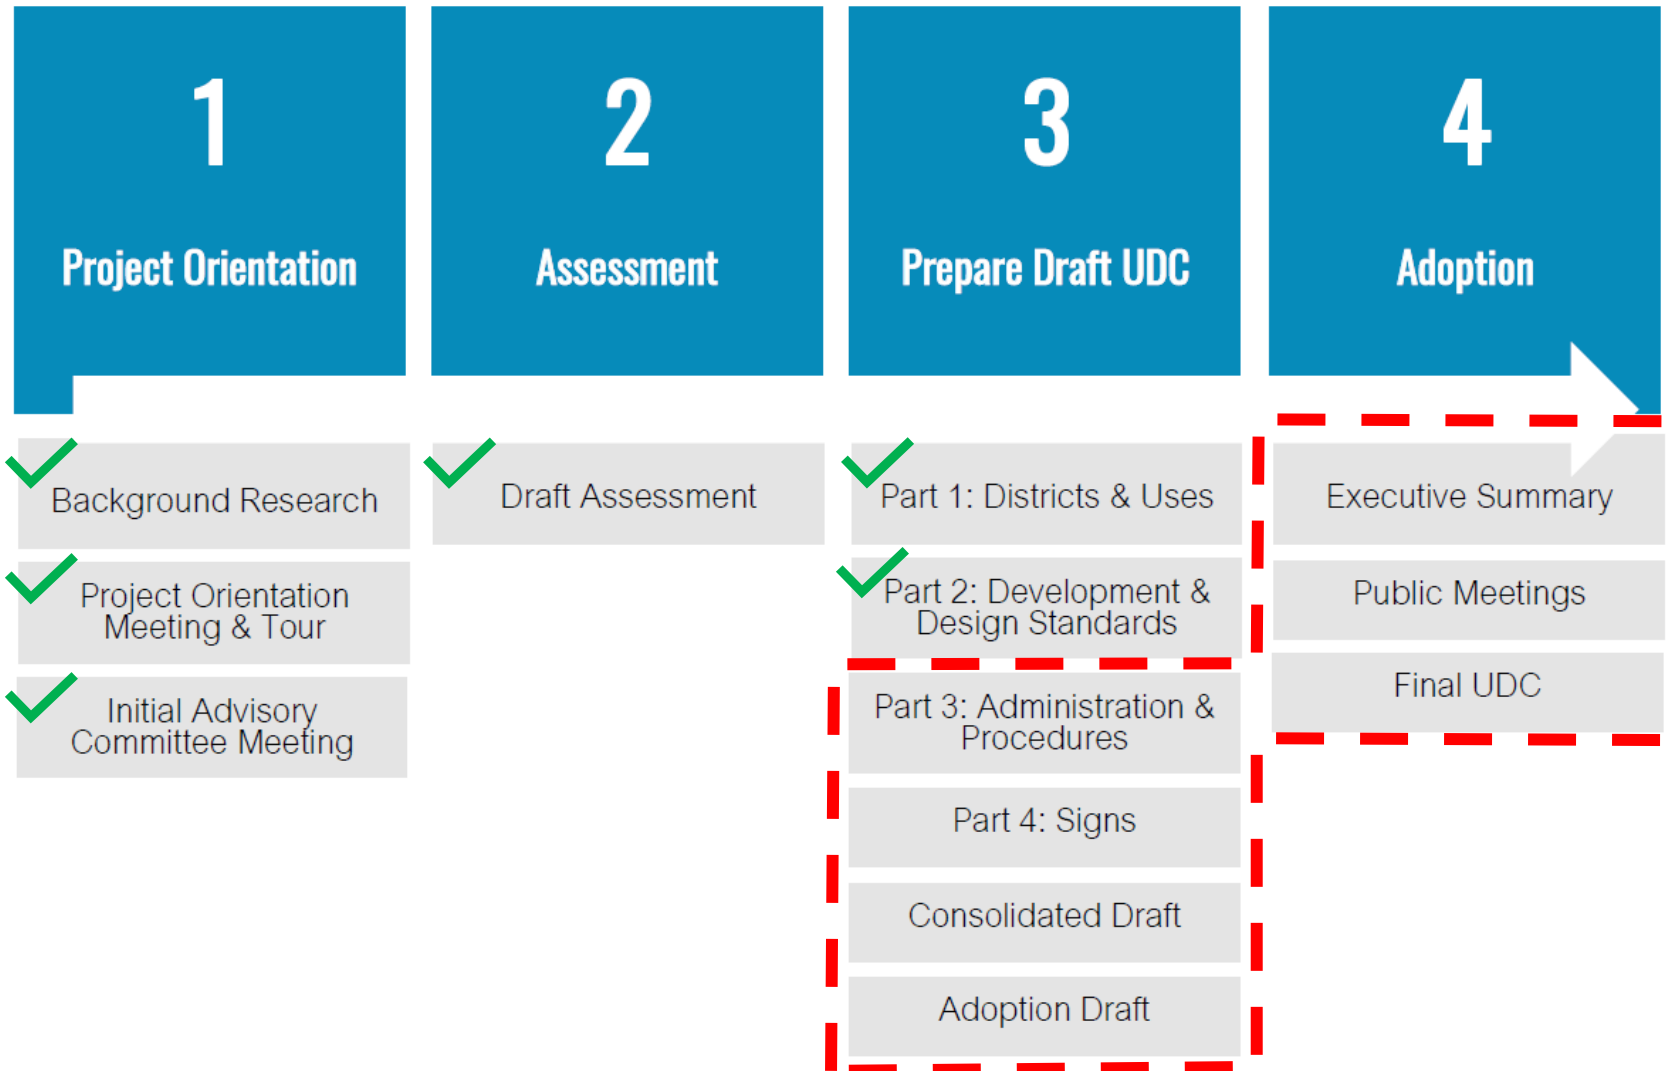 1
Project Orientation
Background Research
Project Orientation
Meeting & Tour
Initial Advisory
Committee Meeting
2
Assessment
Draft Assessment
3
Prepare Draft UDC
Part 1: Districts & Uses
Part 2: Development &
Design Standards
Part 3: Administration &
Procedures
Part 4: Signs
Consolidated Draft
Adoption Draft
4
Adoption
Executive Summary
Public Meetings
Final UDC